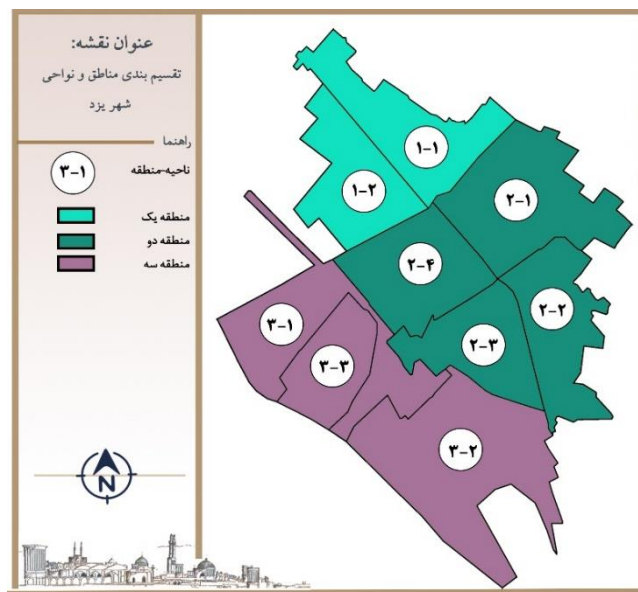 عنوان نقشه:
تقسیم بندی مناطق و نواحی
شهر یزد
راهنما
۳-۱ ناحیه-منطقه
منطقه یک
منطقه دو
منطقه سه
N
۱-۱
۱-۲
۲-۱
۲-۴
۲-۲
۳-۱
۲-۳
۳-۳
۳-۲